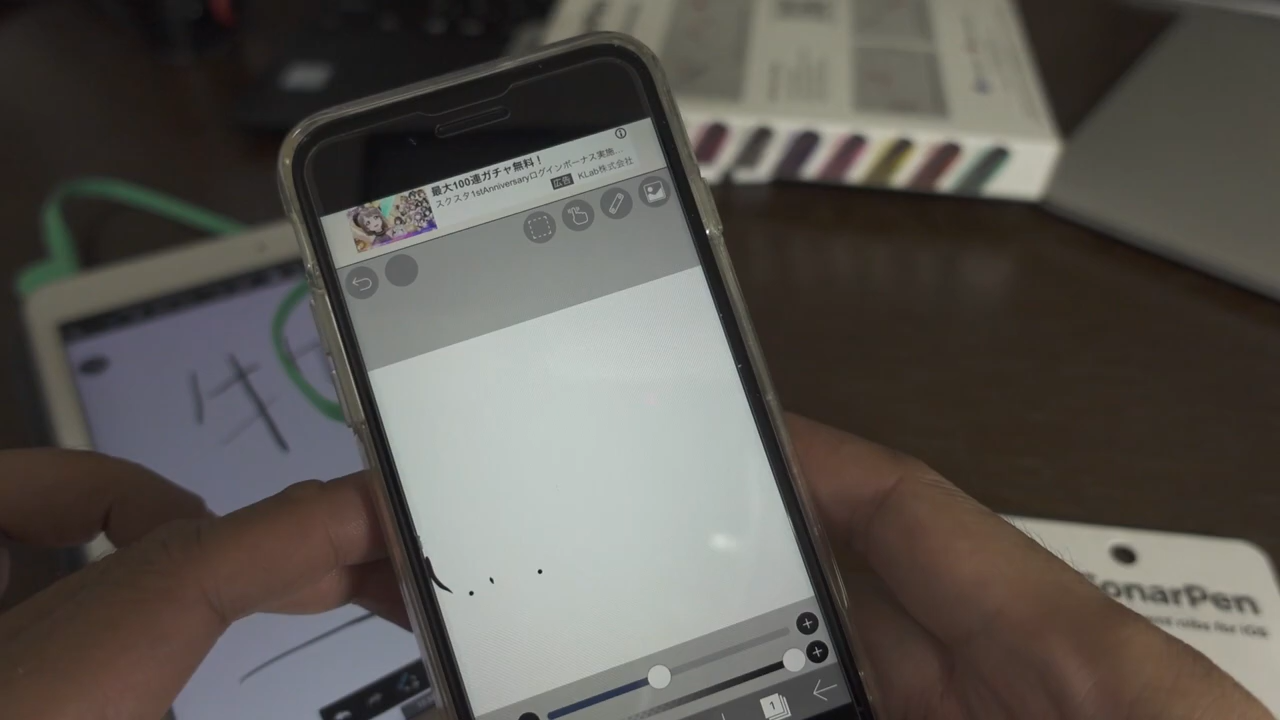 最大100連ガチャ無料！
スクスタ1stAnniversaryログインボーナス実施...
広告 KLab株式会社
1
SonarPen